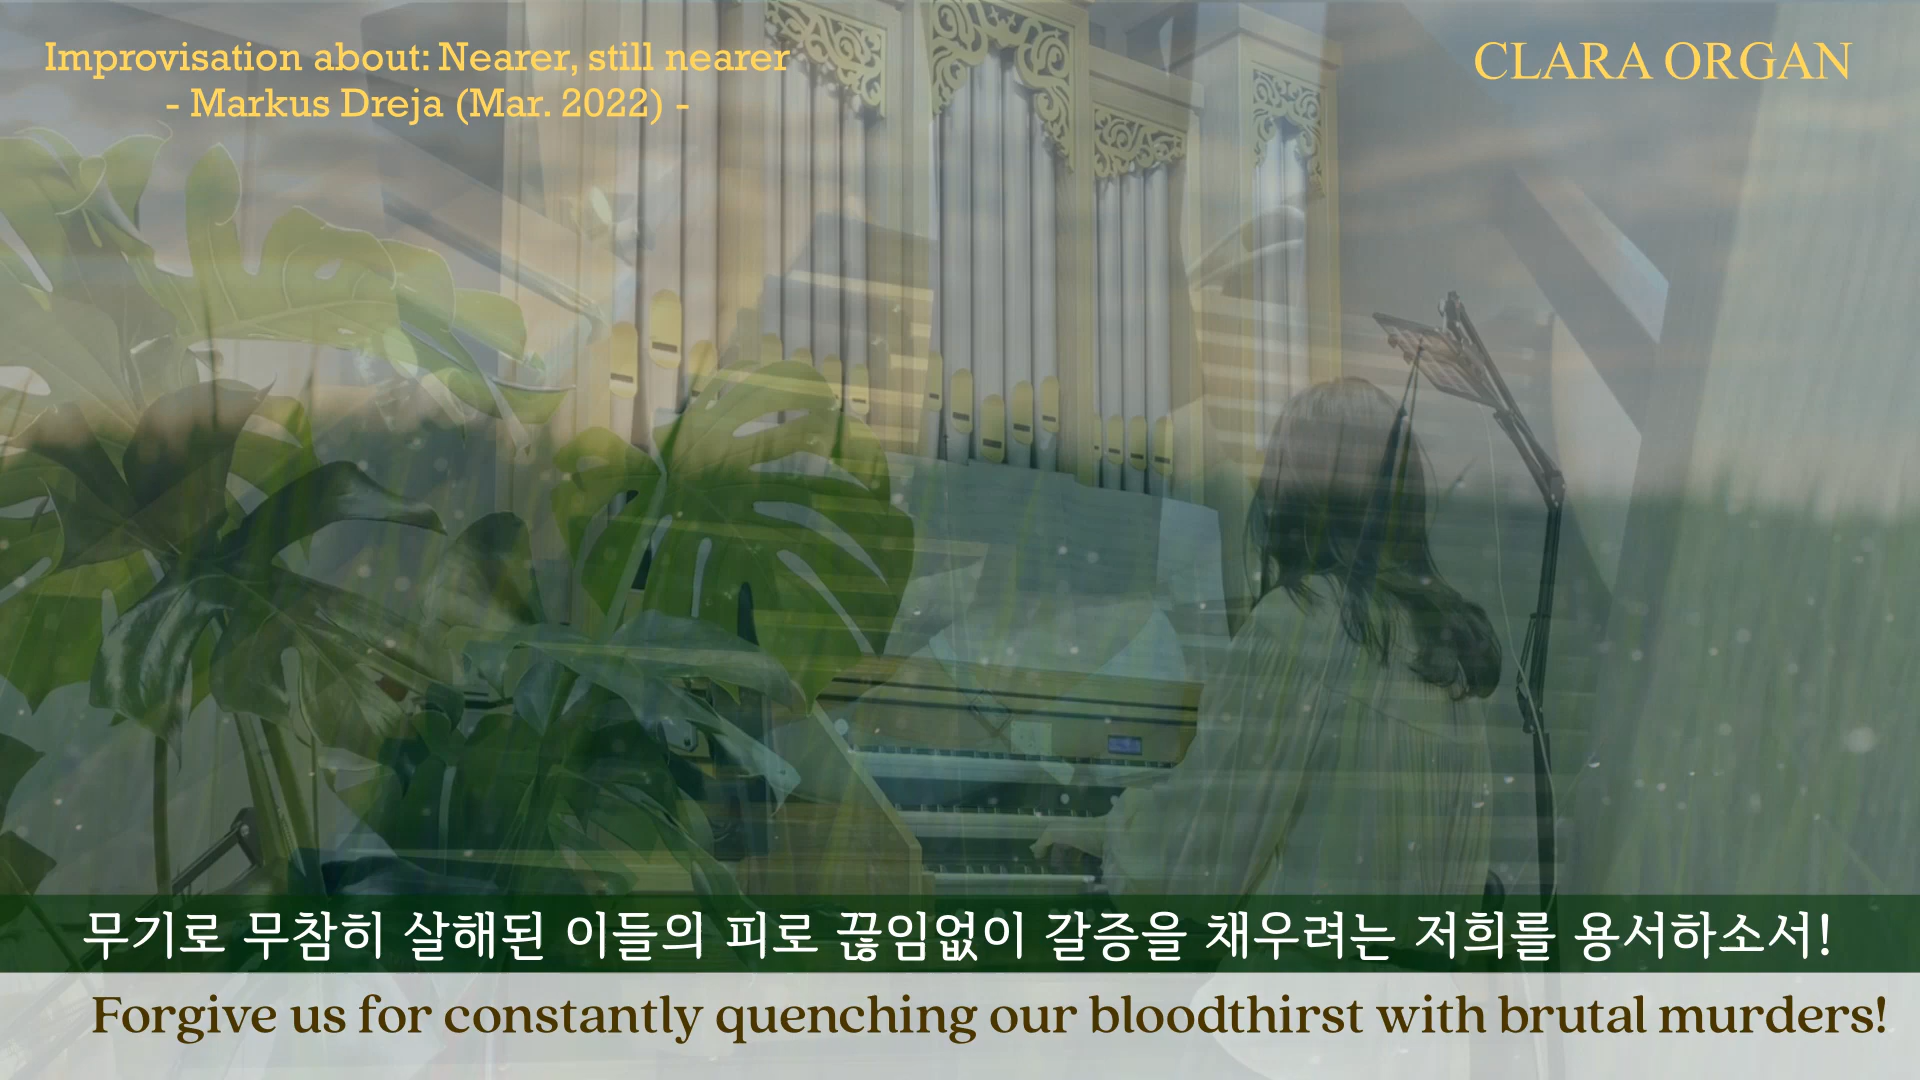 Improvisation about: Nearer, still nearer
- Markus Dreja (Mar. 2022) -
CLARA ORGAN
무기로 무참히 살해된 이들의 피로 끊임없이 갈증을 채우려는 저희를 용서하소서!
Forgive us for constantly quenching our bloodthirst with brutal murders!